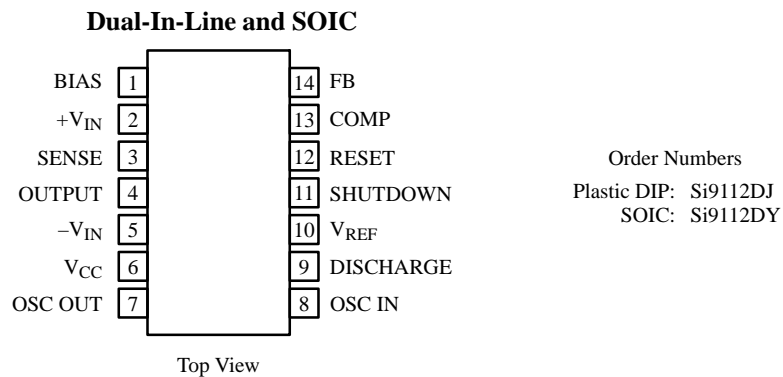 Dual-In-Line and SOIC
BIAS 1 14 FB
+VIN 2 13 COMP
SENSE 3 12 RESET
OUTPUT 4 11 SHUTDOWN
–VIN 5 10 VREF
VCC 6 9 DISCHARGE
OSC OUT 7 8 OSC IN
Top View
Order Numbers
Plastic DIP: Si9112DJ
SOIC: Si9112DY